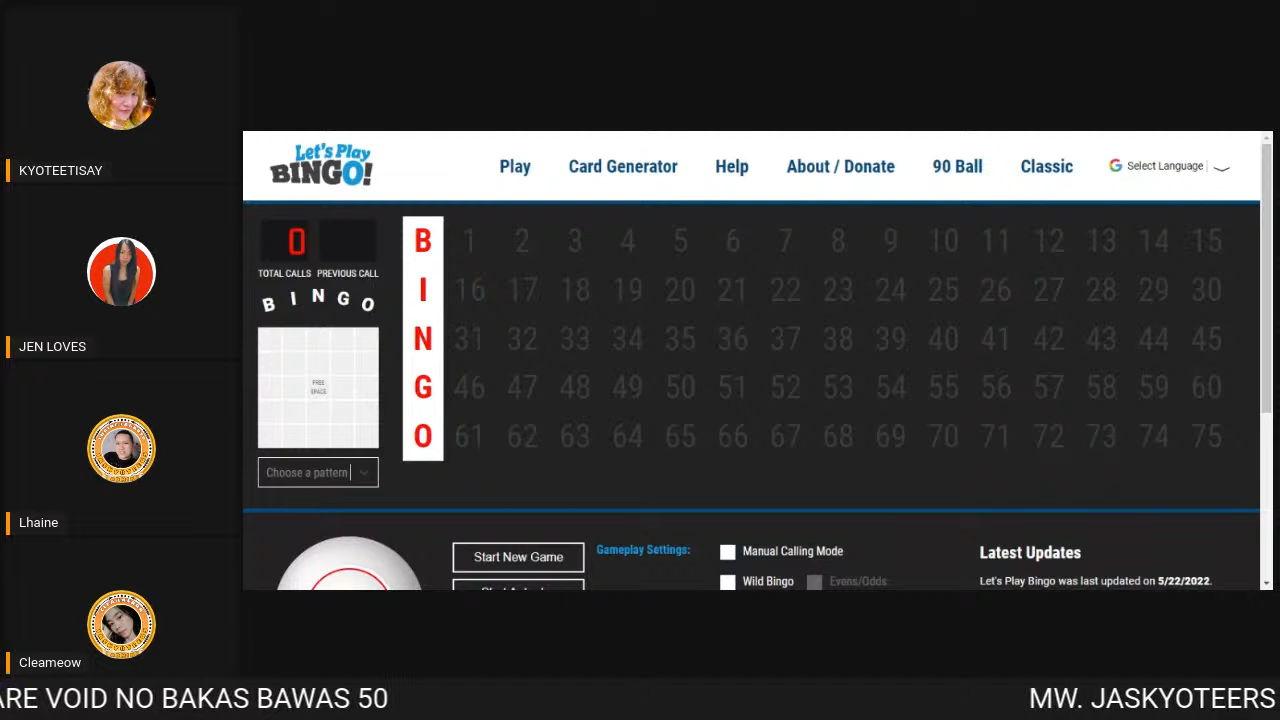 KYOTEETISAY
JEN LOVES
Lhaine
Cleameow
Let's Play
BINGO!
Play Card Generator Help About / Donate 90 Ball Classic Select Language
0
TOTAL CALLS PREVIOUS CALL
B I N G O
FREE
SPACE
Choose a pattern
B 1 2 3 4 5 6 7 8 9 10 11 12 13 14 15
I 16 17 18 19 20 21 22 23 24 25 26 27 28 29 30
N 31 32 33 34 35 36 37 38 39 40 41 42 43 44 45
G 46 47 48 49 50 51 52 53 54 55 56 57 58 59 60
O 61 62 63 64 65 66 67 68 69 70 71 72 73 74 75
Start New Game
Gameplay Settings:
Manual Calling Mode
Wild Bingo Evens/Odds
Latest Updates
Let's Play Bingo was last updated on 5/22/2022.
ARE VOID NO BAKAS BAWAS 50 MW. JASKYOTEERS